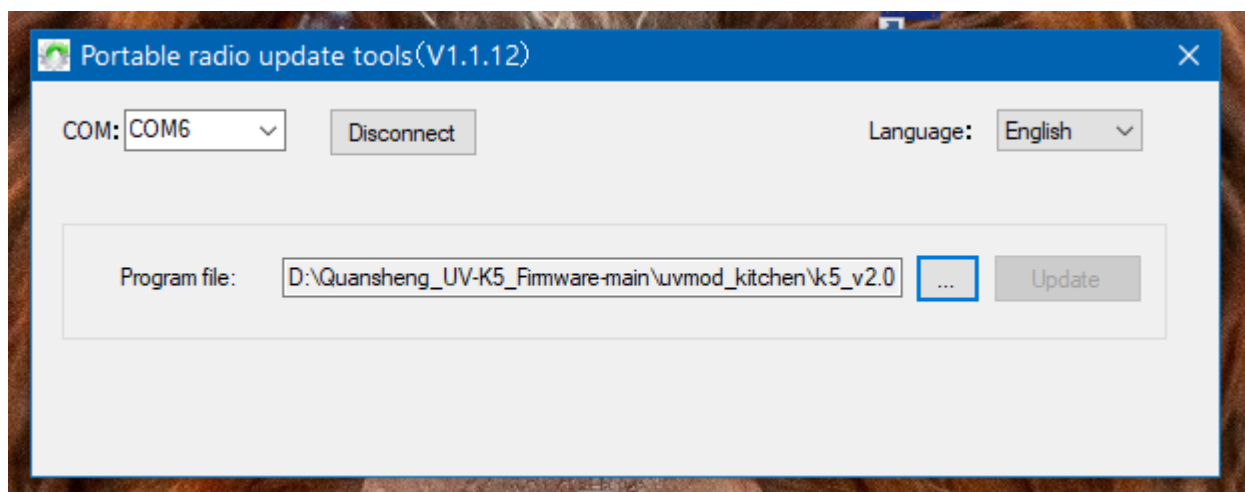 Portable radio update tools(V1.1.12)
COM: COM6 Disconnect Language: English
Program file: D:\Quansheng_UV-K5_Firmware-main\uvmod_kitchen\k5_v2.0 ... Update